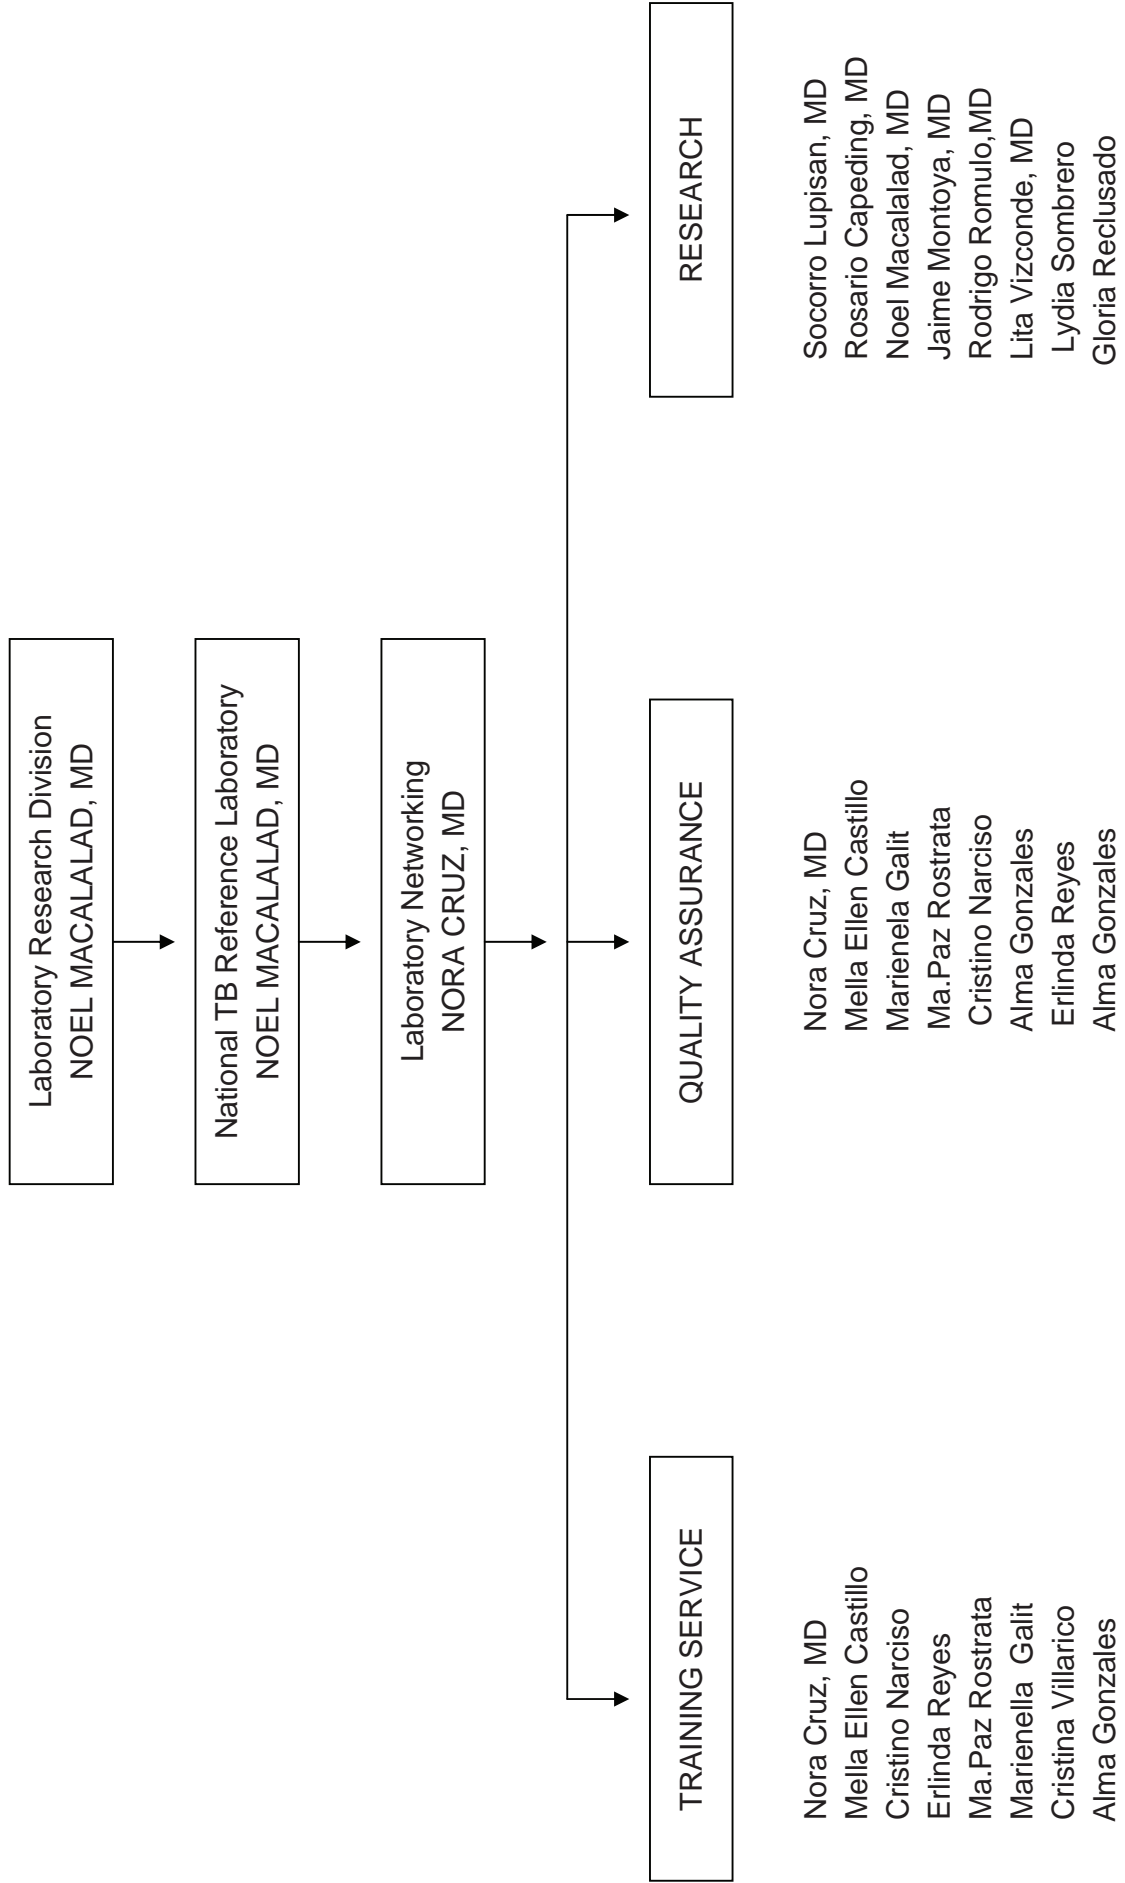 Laboratory Research Division
NOEL MACALALAD, MD
National TB Reference Laboratory
NOEL MACALALAD, MD
Laboratory Networking
NORA CRUZ, MD
TRAINING SERVICE
Nora Cruz, MD
Mella Ellen Castillo
Cristino Narciso
Erlinda Reyes
Ma.Paz Rostrata
Marienella Galit
Cristina Villarico
Alma Gonzales
QUALITY ASSURANCE
Nora Cruz, MD
Mella Ellen Castillo
Marienela Galit
Ma.Paz Rostrata
Cristino Narciso
Alma Gonzales
Erlinda Reyes
Alma Gonzales
RESEARCH
Socorro Lupisan, MD
Rosario Capeding, MD
Noel Macalalad, MD
Jaime Montoya, MD
Rodrigo Romulo,MD
Lita Vizconde, MD
Lydia Sombrero
Gloria Reclusado